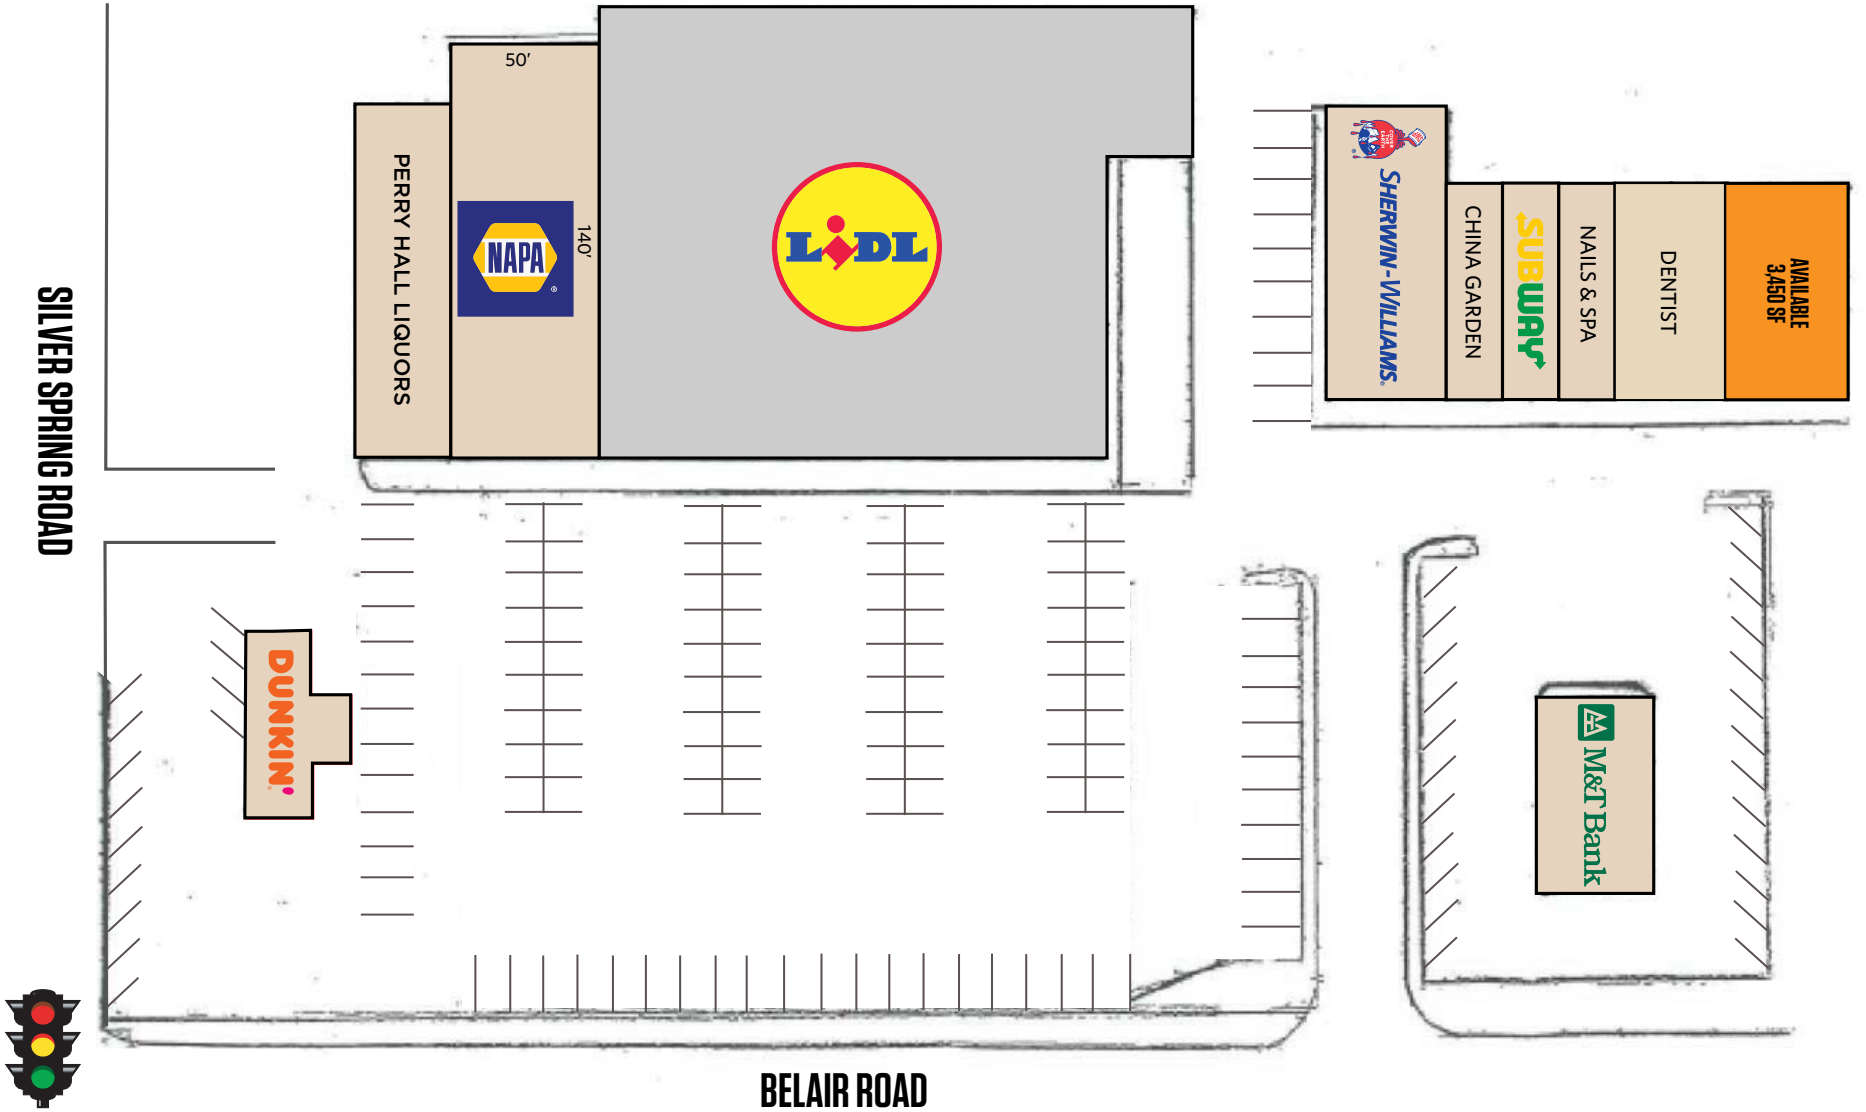 50’
140’
PERRY HALL LIQUORS
NAPA
®
LiDL
SHERWIN-WILLIAMS.
CHINA GARDEN
SUBWAY
NAILS & SPA
DENTIST
AVAILABLE
3,450 SF
SILVER SPRING ROAD
DUNKIN’
M&T Bank
BELAIR ROAD